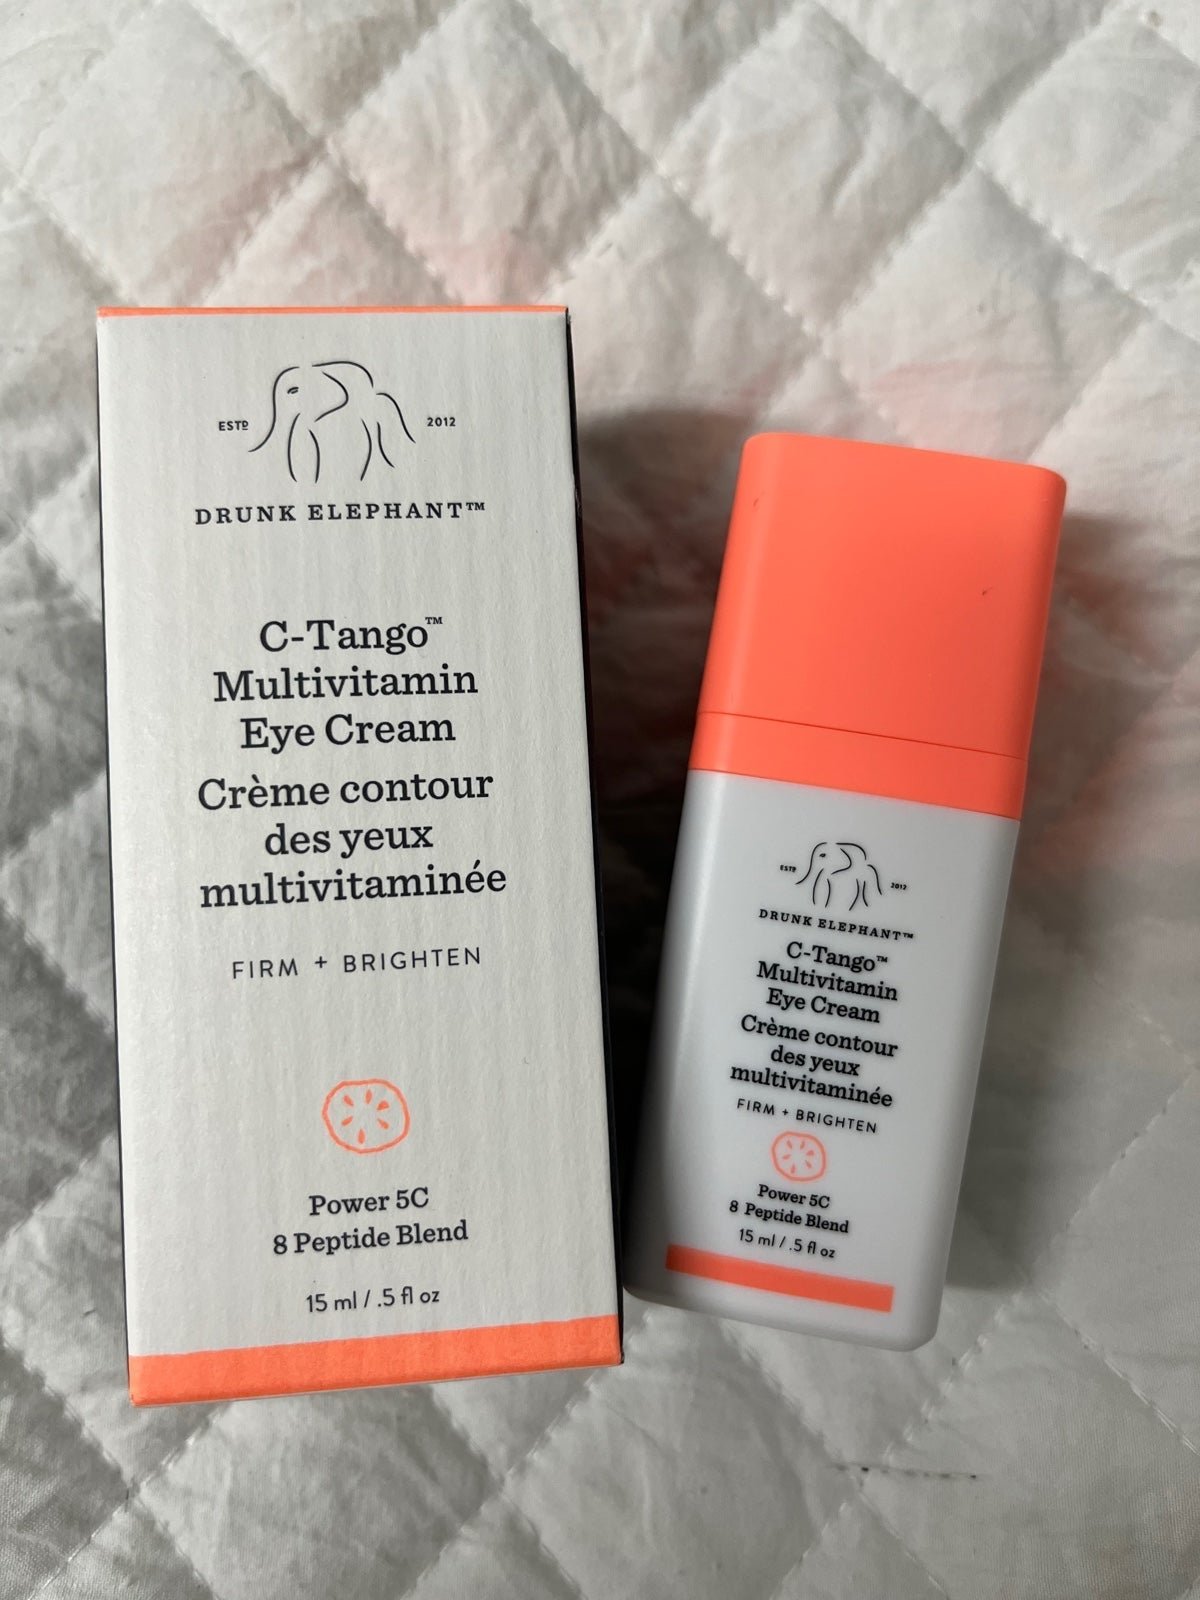 ESTD 2012
DRUNK ELEPHANT™
C-Tango™
Multivitamin
Eye Cream
Crème contour
des yeux
multivitaminée
FIRM + BRIGHTEN
Power 5C
8 Peptide Blend
15 ml / .5 fl oz
ESTD 2012
DRUNK ELEPHANT™
C-Tango™
Multivitamin
Eye Cream
Crème contour
des yeux
multivitaminée
FIRM + BRIGHTEN
Power 5C
8 Peptide Blend
15 ml / .5 fl oz